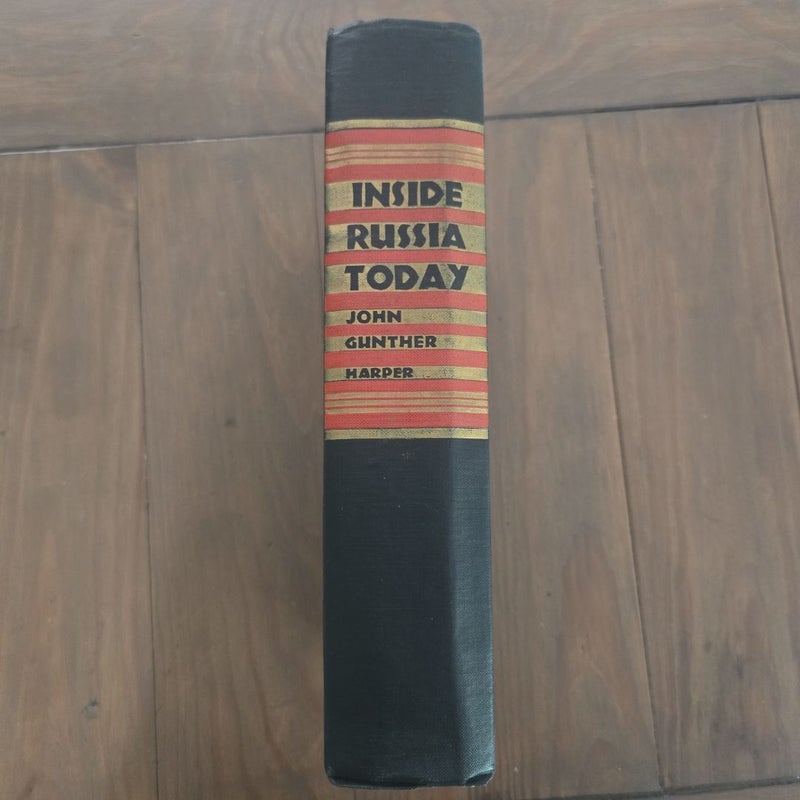 INSIDE
RUSSIA
TODAY
JOHN
GUNTHER
HARPER